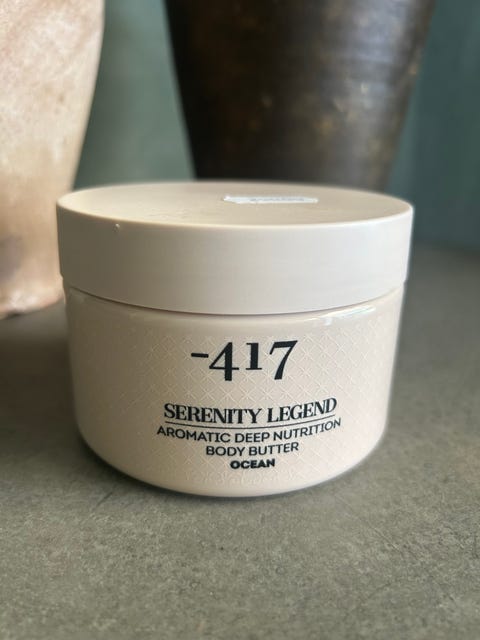 -417
SERENITY LEGEND
AROMATIC DEEP NUTRITION
BODY BUTTER
OCEAN